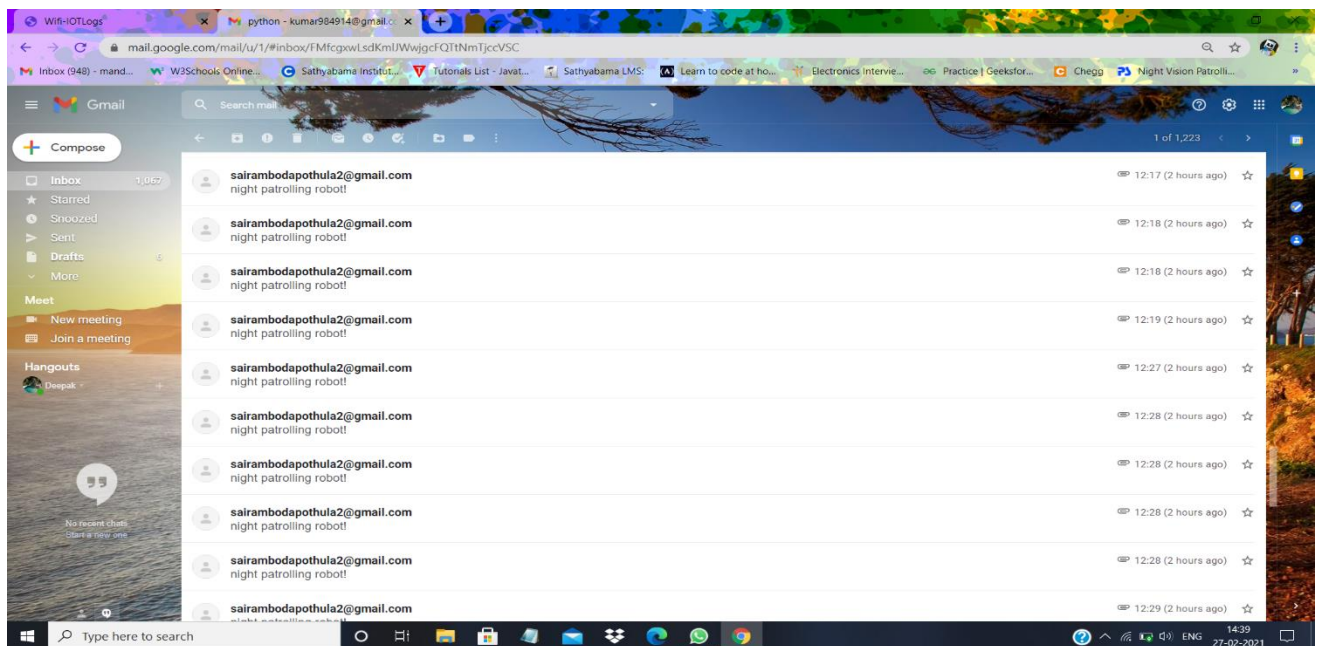 Wifi-IOTLogs
python - kumar984914@gmail.c
mail.google.com/mail/u/1/#inbox/FMfcgxwLsdKmlJWwjgcFQTtNmTjccVSC
Inbox (948) - mand... W3Schools Online... Sathyabama Institut... Tutorials List - Javat... Sathyabama LMS: Learn to code at ho... Electronics Intervie... Practice | Geeksfor... Chegg Night Vision Patrolli... »
Gmail
Search mail
Compose
1 of 1,223
Inbox 1,067
Starred
Snoozed
Sent
Drafts 6
More
Meet
New meeting
Join a meeting
Hangouts
Deepak
No recent chats
Start a new one
sairambodapothula2@gmail.com 12:17 (2 hours ago)
night patrolling robot!
sairambodapothula2@gmail.com 12:18 (2 hours ago)
night patrolling robot!
sairambodapothula2@gmail.com 12:18 (2 hours ago)
night patrolling robot!
sairambodapothula2@gmail.com 12:19 (2 hours ago)
night patrolling robot!
sairambodapothula2@gmail.com 12:27 (2 hours ago)
night patrolling robot!
sairambodapothula2@gmail.com 12:28 (2 hours ago)
night patrolling robot!
sairambodapothula2@gmail.com 12:28 (2 hours ago)
night patrolling robot!
sairambodapothula2@gmail.com 12:28 (2 hours ago)
night patrolling robot!
sairambodapothula2@gmail.com 12:28 (2 hours ago)
night patrolling robot!
sairambodapothula2@gmail.com 12:29 (2 hours ago)
night patrolling robot!
Type here to search
ENG
14:39
27-02-2021